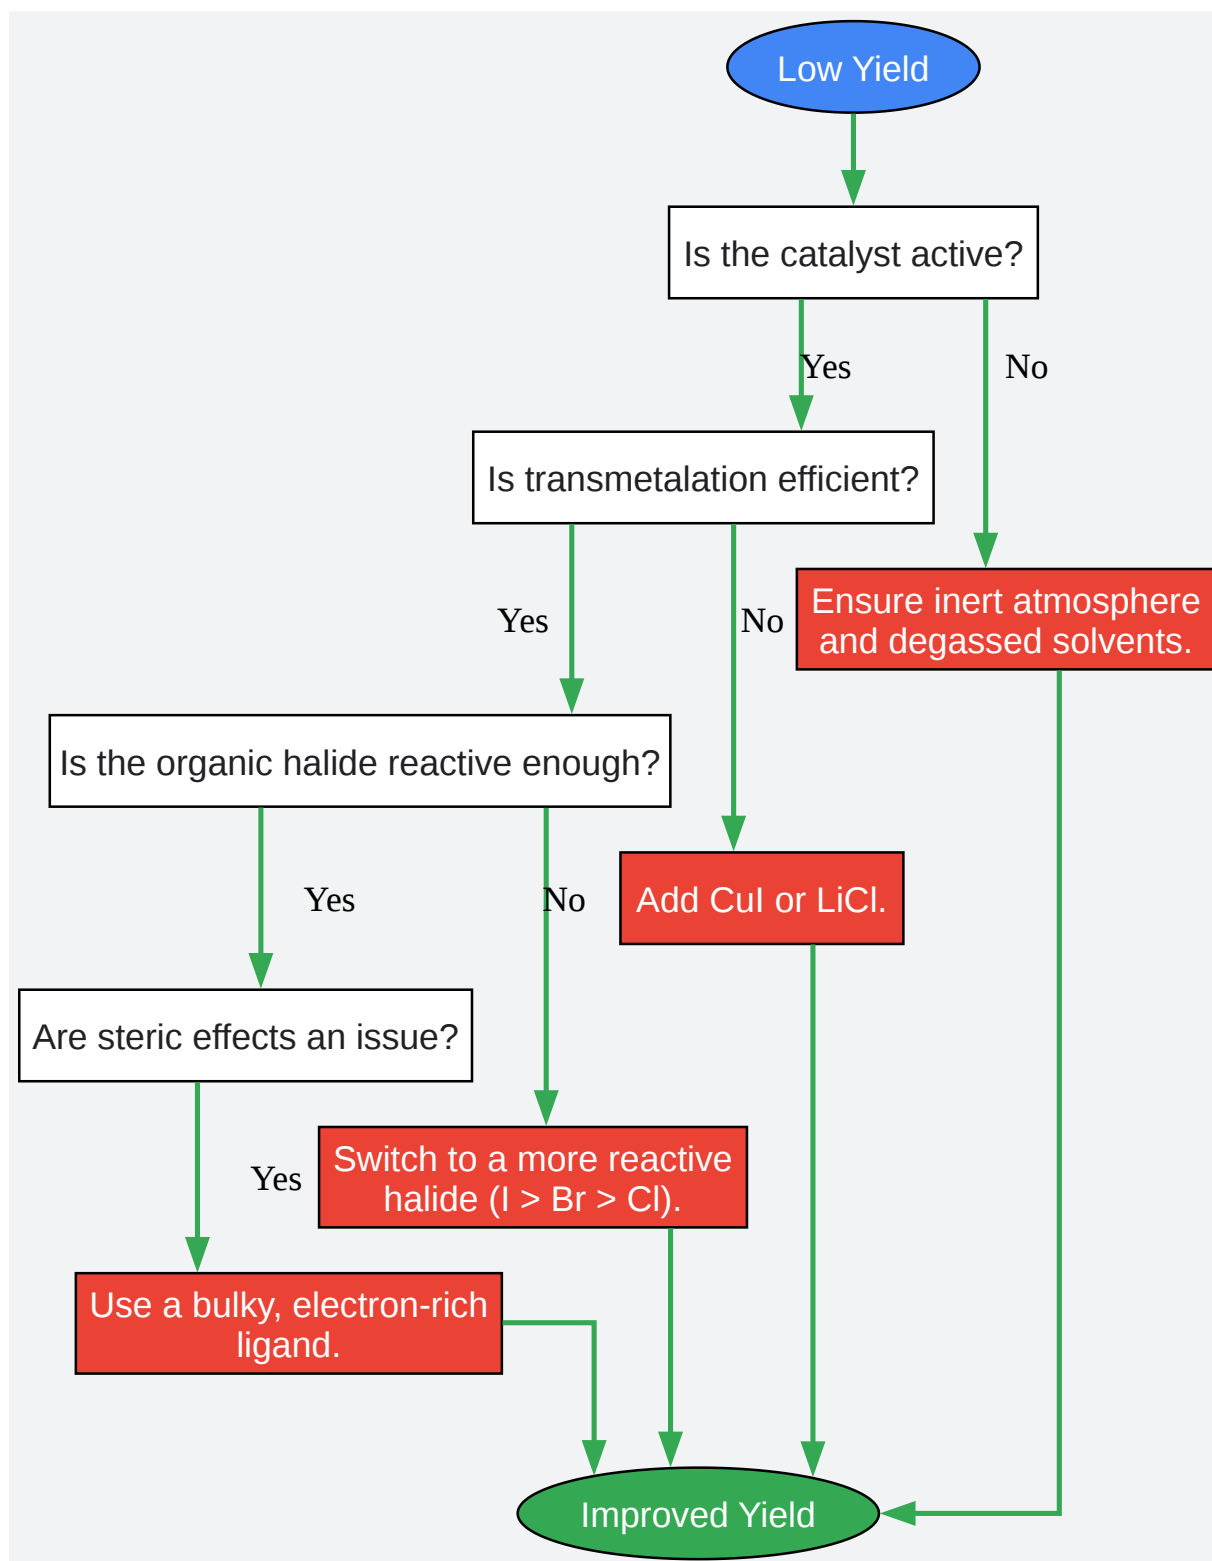 Low Yield
Is the catalyst active?
Yes
No
Is transmetalation efficient?
Ensure inert atmosphere
and degassed solvents.
Yes
No
Is the organic halide reactive enough?
Yes
No
Add CuI or LiCl.
Are steric effects an issue?
Switch to a more reactive
halide (I > Br > Cl).
Yes
Use a bulky, electron-rich
ligand.
Improved Yield